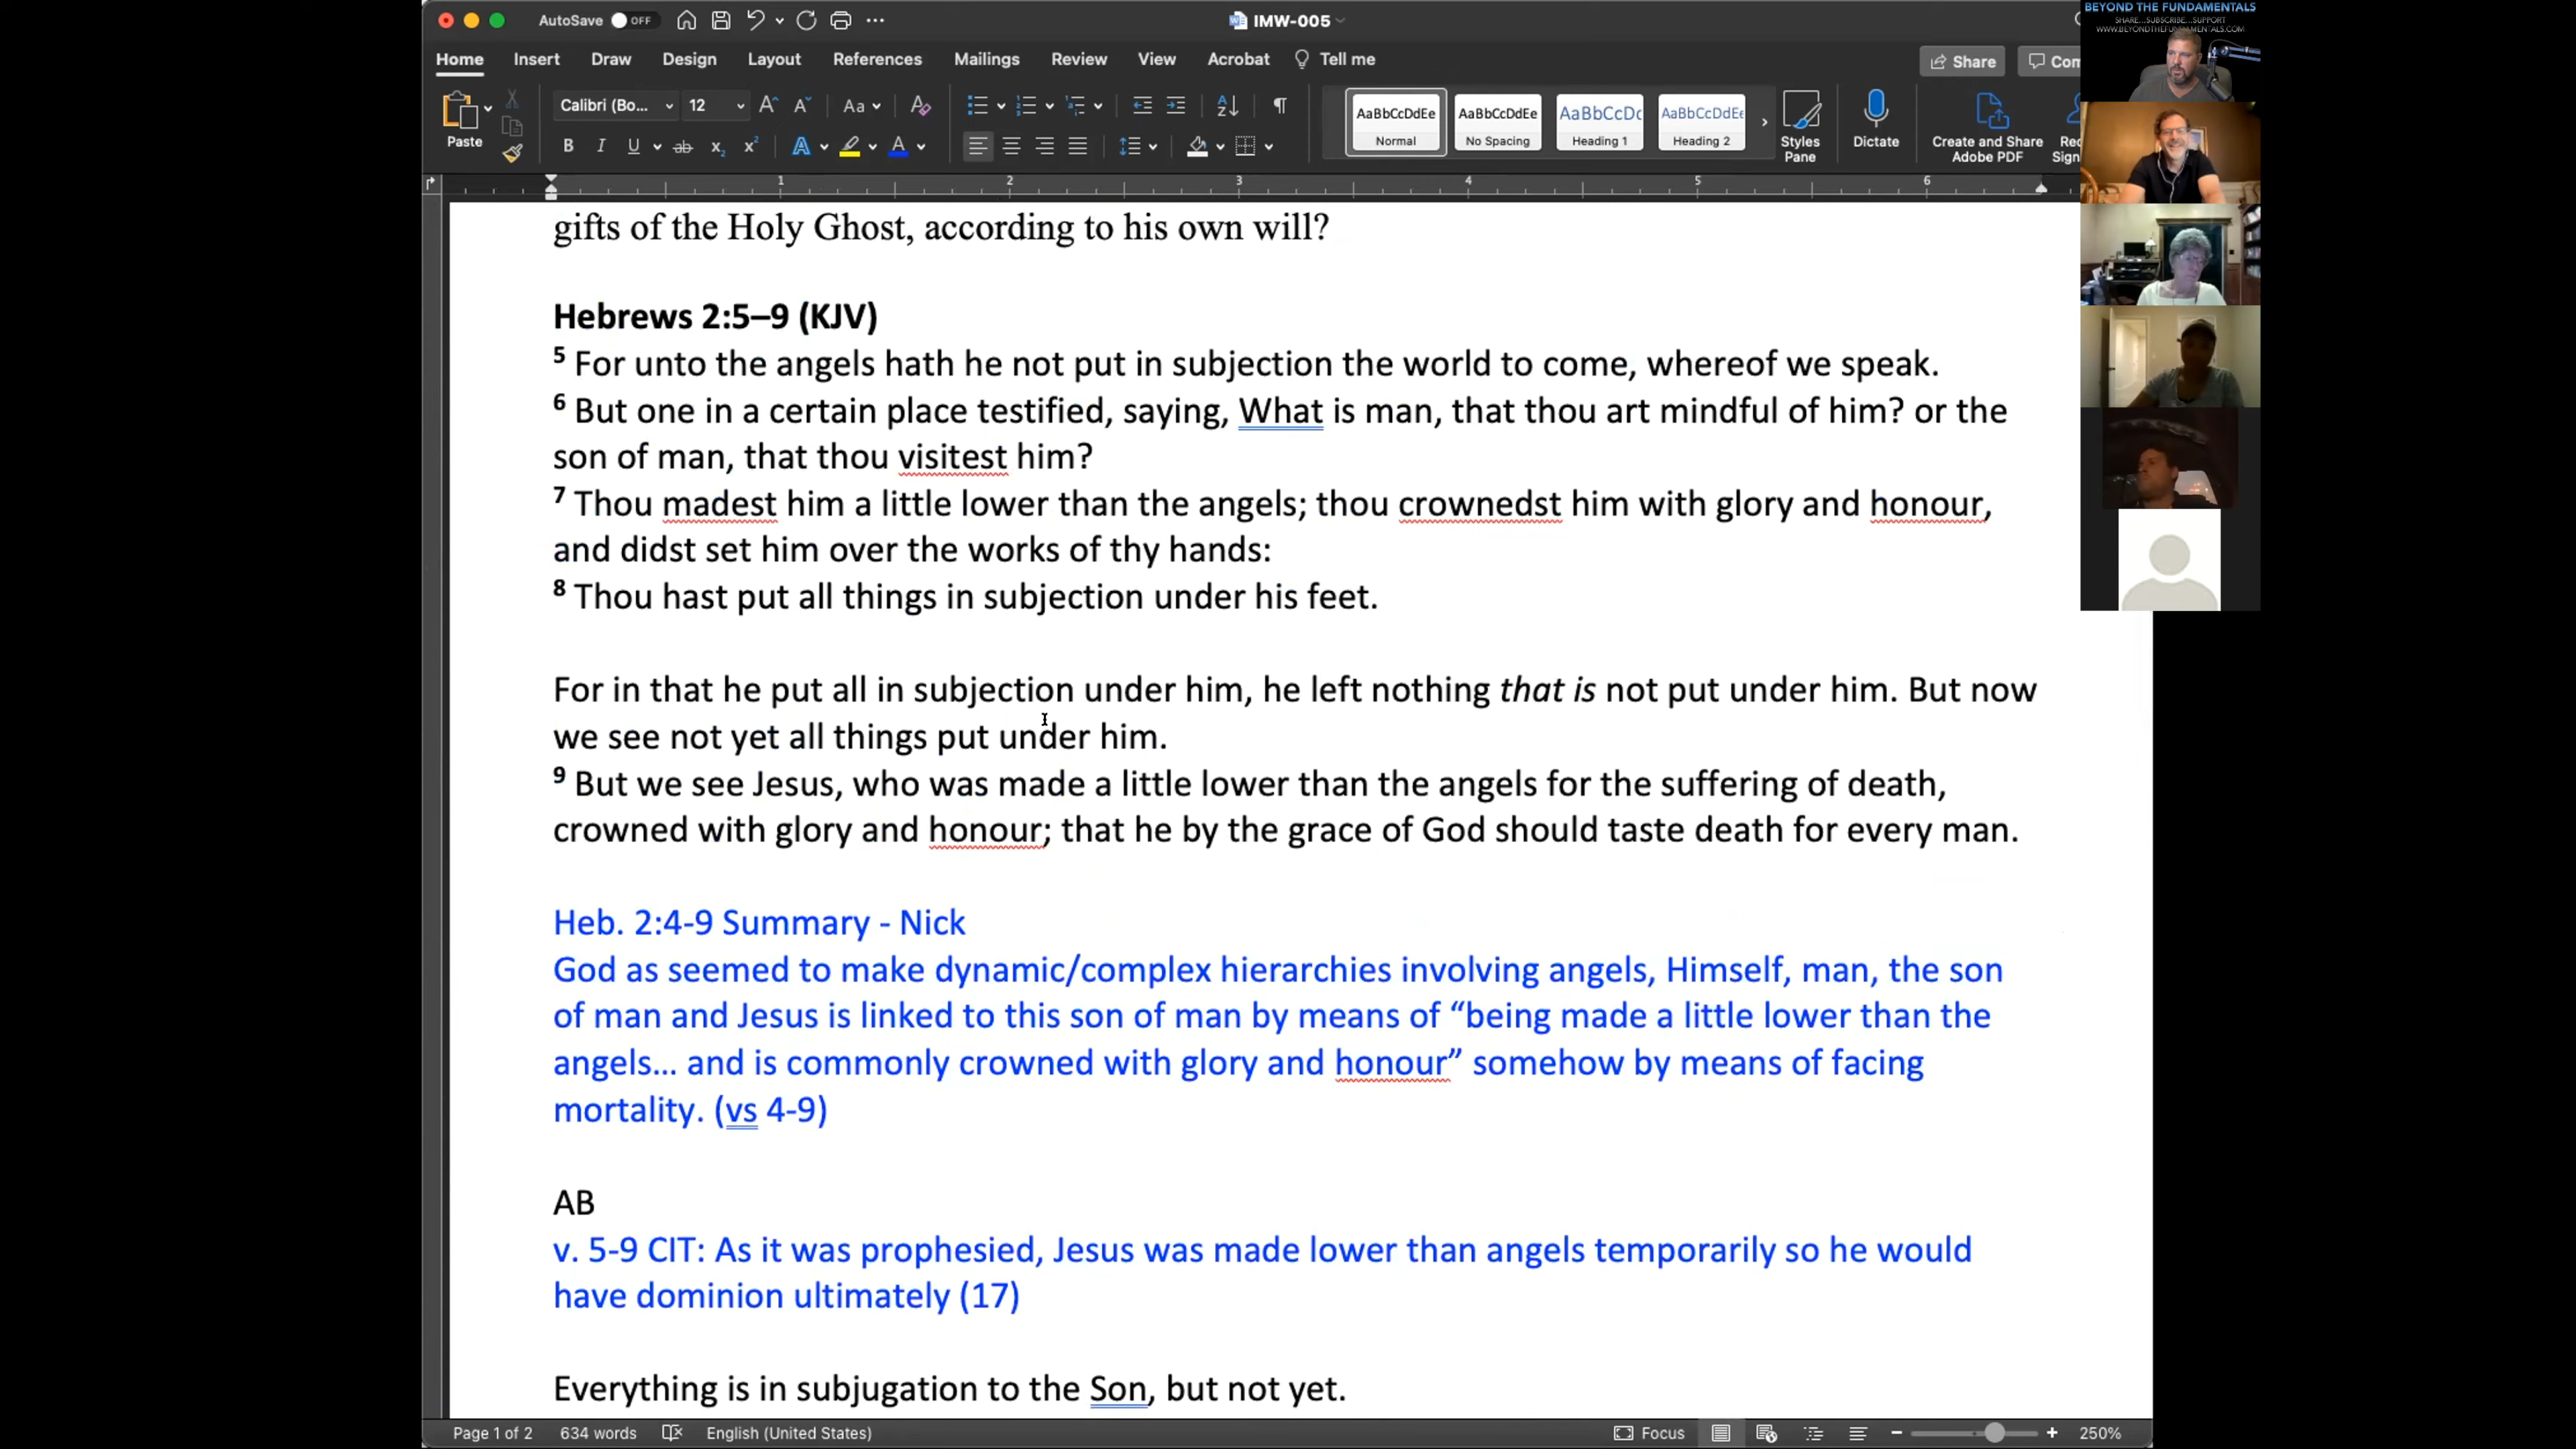 AutoSave OFF
IMW-005
BEYOND THE FUNDAMENTALS
SHARE...SUBSCRIBE...SUPPORT
WWW.BEYONDTHEFUNDAMENTALS.COM
Home Insert Draw Design Layout References Mailings Review View Acrobat Tell me
Share Com
Paste
Calibri (Bo... 12
AaBbCcDdEe AaBbCcDdEe AaBbCcDc AaBbCcDdEe
Normal No Spacing Heading 1 Heading 2
Styles Pane
Dictate
Create and Share Adobe PDF
Sign
1 2 3 4 5 6
gifts of the Holy Ghost, according to his own will?
Hebrews 2:5–9 (KJV)
5 For unto the angels hath he not put in subjection the world to come, whereof we speak.
6 But one in a certain place testified, saying, What is man, that thou art mindful of him? or the
son of man, that thou visitest him?
7 Thou madest him a little lower than the angels; thou crownedst him with glory and honour,
and didst set him over the works of thy hands:
8 Thou hast put all things in subjection under his feet.
For in that he put all in subjection under him, he left nothing that is not put under him. But now
we see not yet all things put under him.
9 But we see Jesus, who was made a little lower than the angels for the suffering of death,
crowned with glory and honour; that he by the grace of God should taste death for every man.
Heb. 2:4-9 Summary - Nick
God as seemed to make dynamic/complex hierarchies involving angels, Himself, man, the son
of man and Jesus is linked to this son of man by means of “being made a little lower than the
angels... and is commonly crowned with glory and honour” somehow by means of facing
mortality. (vs 4-9)
AB
v. 5-9 CIT: As it was prophesied, Jesus was made lower than angels temporarily so he would
have dominion ultimately (17)
Everything is in subjugation to the Son, but not yet.
Page 1 of 2 634 words English (United States) Focus 250%